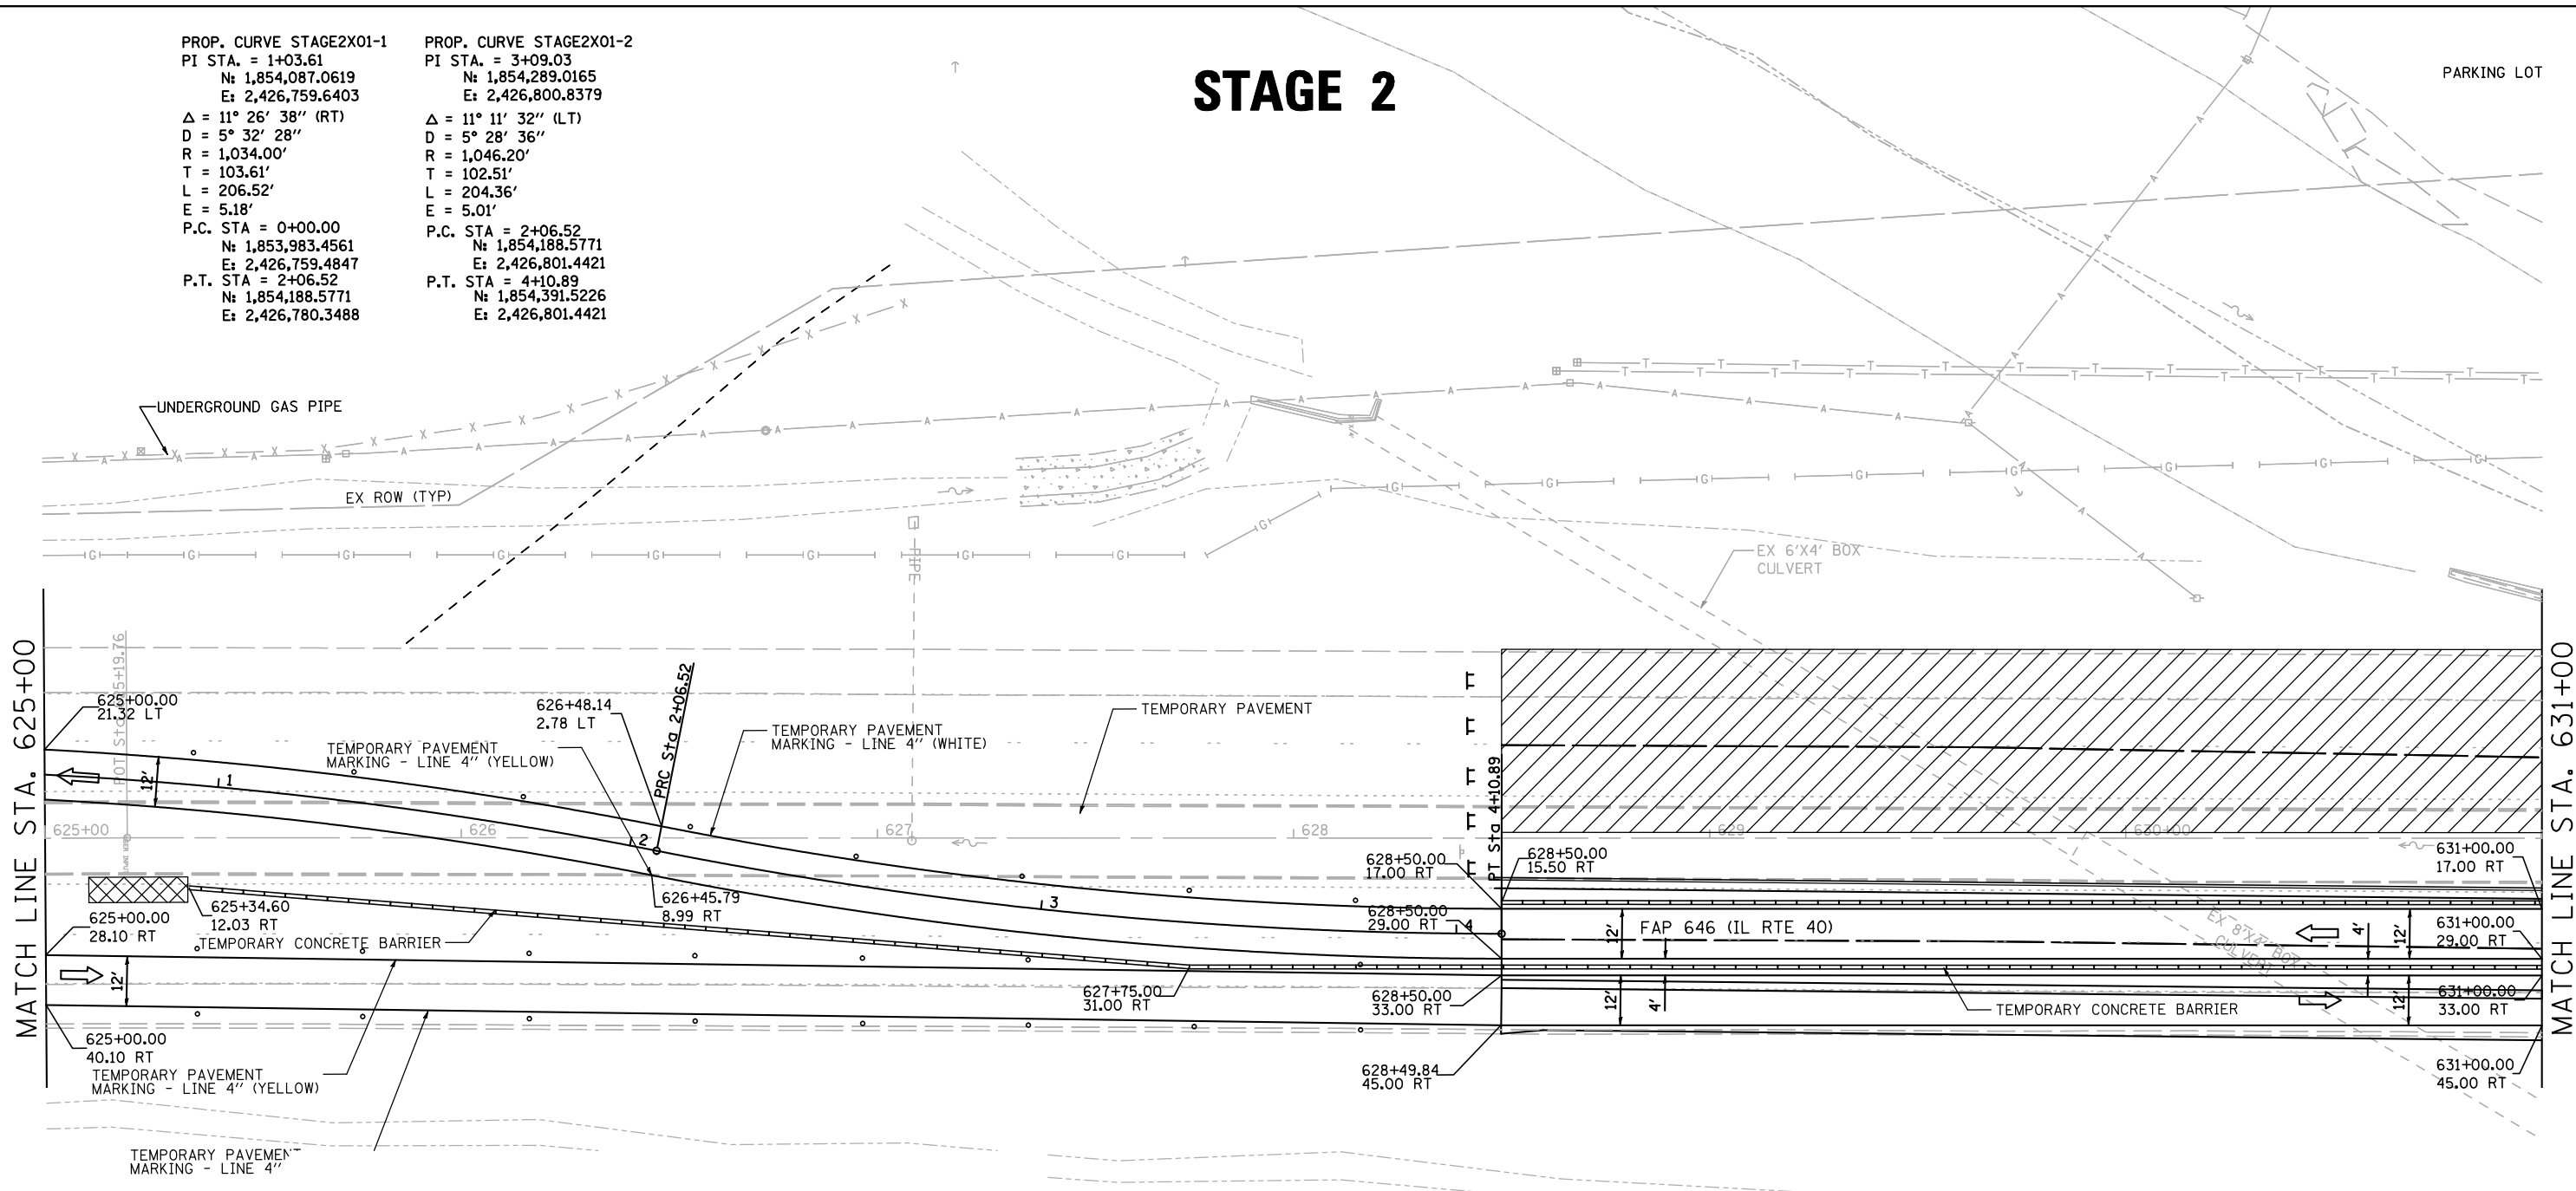 PROP. CURVE STAGE2X01-1
PI STA. = 1+03.61
N: 1,854,087.0619
E: 2,426,759.6403
Δ = 11° 26' 38" (RT)
D = 5° 32' 28"
R = 1,034.00'
T = 103.61'
L = 206.52'
E = 5.18'
P.C. STA = 0+00.00
N: 1,853,983.4561
E: 2,426,759.4847
P.T. STA = 2+06.52
N: 1,854,188.5771
E: 2,426,780.3488
PROP. CURVE STAGE2X01-2
PI STA. = 3+09.03
N: 1,854,289.0165
E: 2,426,800.8379
Δ = 11° 11' 32" (LT)
D = 5° 28' 36"
R = 1,046.20'
T = 102.51'
L = 204.36'
E = 5.01'
P.C. STA = 2+06.52
N: 1,854,188.5771
E: 2,426,801.4421
P.T. STA = 4+10.89
N: 1,854,391.5226
E: 2,426,801.4421
STAGE 2
PARKING LOT
UNDERGROUND GAS PIPE
EX ROW (TYP)
PIPE
EX 6'X4' BOX
CULVERT
MATCH LINE STA. 625+00
MATCH LINE STA. 631+00
625+00.00
21.32 LT
626+48.14
2.78 LT
PRC Sta 2+06.52
TEMPORARY PAVEMENT
MARKING - LINE 4" (YELLOW)
TEMPORARY PAVEMENT
MARKING - LINE 4" (WHITE)
TEMPORARY PAVEMENT
PT Sta 4+10.89
12'
1
2
3
4
625+00
626
627
628
629
630+00
628+50.00
17.00 RT
628+50.00
15.50 RT
631+00.00
17.00 RT
625+34.60
12.03 RT
626+45.79
8.99 RT
625+00.00
28.10 RT
TEMPORARY CONCRETE BARRIER
628+50.00
29.00 RT
12'
FAP 646 (IL RTE 40)
4'
12'
631+00.00
29.00 RT
EX 8'X4' BOX
CULVERT
12'
627+75.00
31.00 RT
628+50.00
33.00 RT
12'
4'
TEMPORARY CONCRETE BARRIER
12'
631+00.00
33.00 RT
625+00.00
40.10 RT
TEMPORARY PAVEMENT
MARKING - LINE 4" (YELLOW)
628+49.84
45.00 RT
631+00.00
45.00 RT
TEMPORARY PAVEMENT
MARKING - LINE 4"